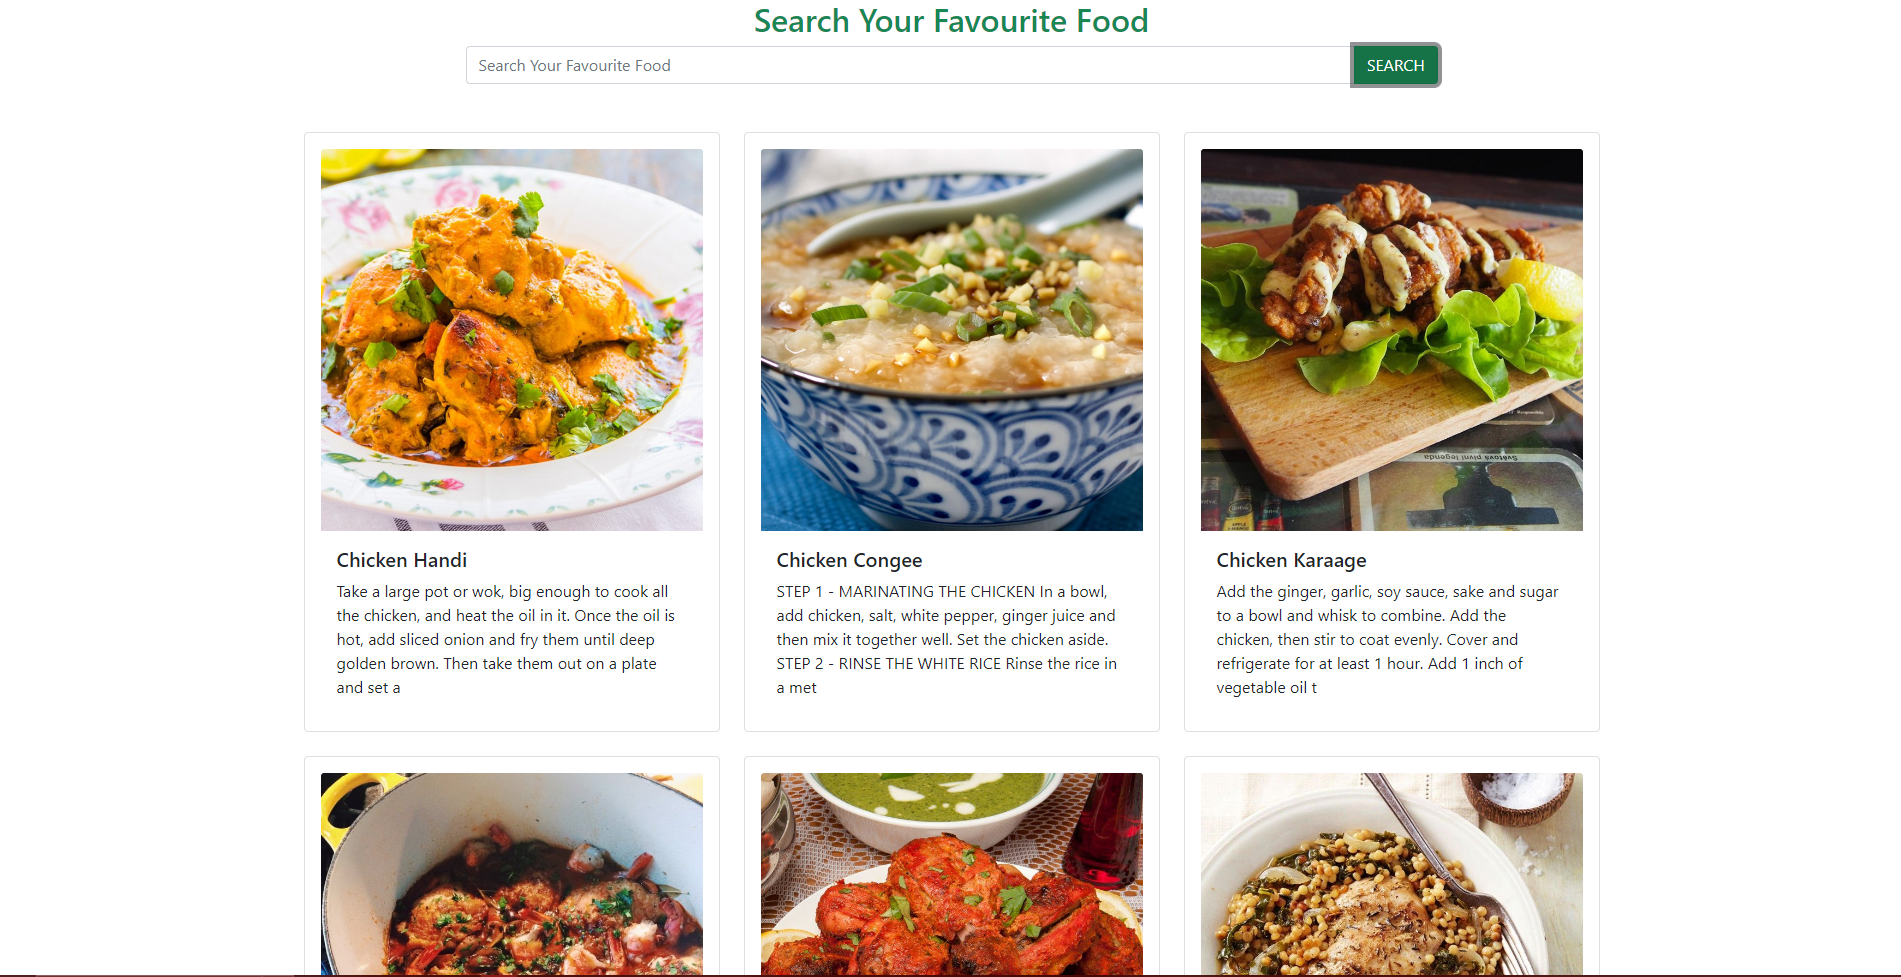 Search Your Favourite Food
Search Your Favourite Food
SEARCH
Chicken Handi
Take a large pot or wok, big enough to cook all
the chicken, and heat the oil in it. Once the oil is
hot, add sliced onion and fry them until deep
golden brown. Then take them out on a plate
and set a
Chicken Congee
STEP 1 - MARINATING THE CHICKEN In a bowl,
add chicken, salt, white pepper, ginger juice and
then mix it together well. Set the chicken aside.
STEP 2 - RINSE THE WHITE RICE Rinse the rice in
a met
Světový pivní legenda
Chicken Karaage
Add the ginger, garlic, soy sauce, sake and sugar
to a bowl and whisk to combine. Add the
chicken, then stir to coat evenly. Cover and
refrigerate for at least 1 hour. Add 1 inch of
vegetable oil t